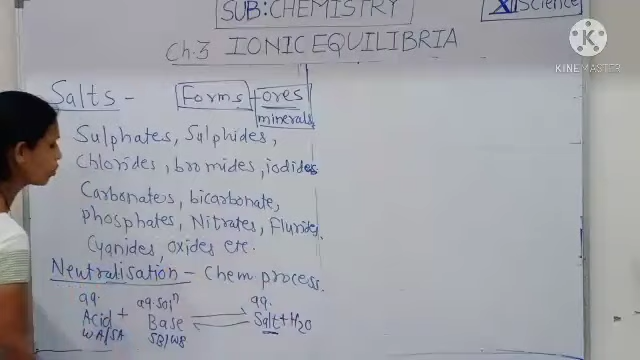 SUB: CHEMISTRY
XII Science
Ch.3 IONIC EQUILIBRIA
KINEMASTER
Salts - Forms + ores
minerals
Sulphates, Sulphides,
Chlorides, bromides, iodides
Carbonates, bicarbonate,
phosphates, Nitrates, Flurides.
Cyanides, oxides etc.
Neutralisation - Chem. process.
aq. aq. Solⁿ aq.
Acid + Base ⇌ Salt + H2O
WA/SA SB/WB